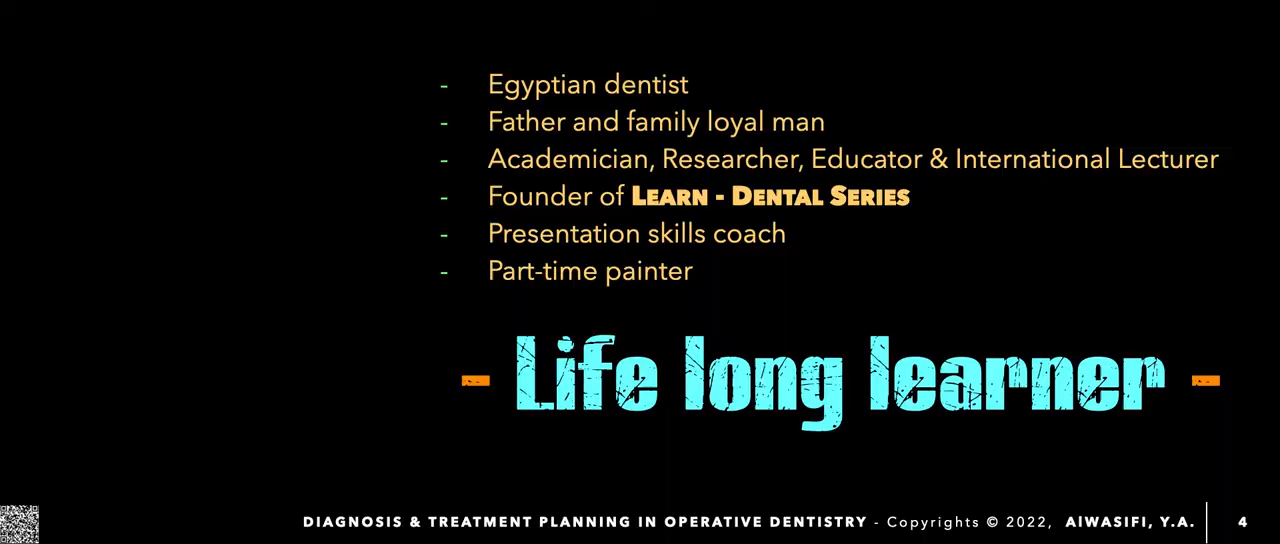 - Egyptian dentist
- Father and family loyal man
- Academician, Researcher, Educator & International Lecturer
- Founder of LEARN - DENTAL SERIES
- Presentation skills coach
- Part-time painter
- Life long learner -
DIAGNOSIS & TREATMENT PLANNING IN OPERATIVE DENTISTRY - Copyrights © 2022, AlWASIFI, Y.A. 4